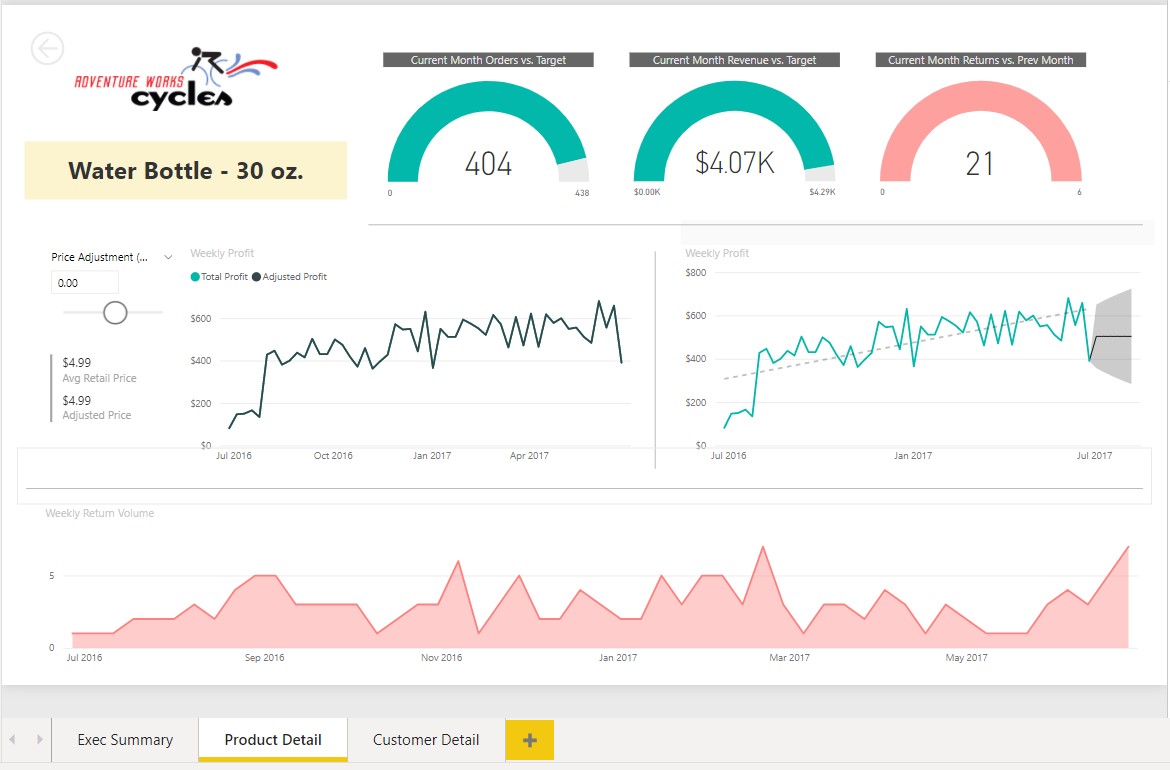 ADVENTURE WORKS
cycles
Water Bottle - 30 oz.
Current Month Orders vs. Target
404
0
438
Current Month Revenue vs. Target
$4.07K
$0.00K
$4.29K
Current Month Returns vs. Prev Month
21
0
6
Price Adjustment (...
0.00
$4.99
Avg Retail Price
$4.99
Adjusted Price
Weekly Profit
Total Profit
Adjusted Profit
$600
$400
$200
$0
Jul 2016
Oct 2016
Jan 2017
Apr 2017
Weekly Profit
$800
$600
$400
$200
$0
Jul 2016
Jan 2017
Jul 2017
Weekly Return Volume
5
0
Jul 2016
Sep 2016
Nov 2016
Jan 2017
Mar 2017
May 2017
Exec Summary
Product Detail
Customer Detail